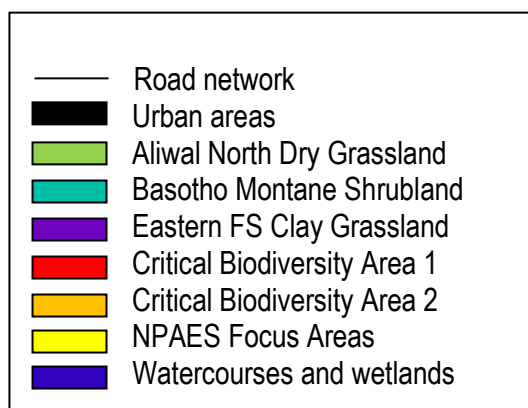 Road network
Urban areas
Aliwal North Dry Grassland
Basotho Montane Shrubland
Eastern FS Clay Grassland
Critical Biodiversity Area 1
Critical Biodiversity Area 2
NPAES Focus Areas
Watercourses and wetlands